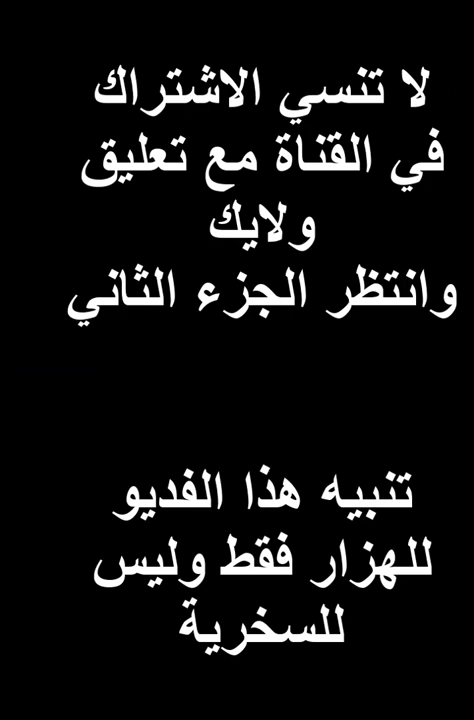 لا تنسي الاشتراك
في القناة مع تعليق
ولايك
وانتظر الجزء الثاني
تنبيه هذا الفديو
للهزار فقط وليس
للسخرية